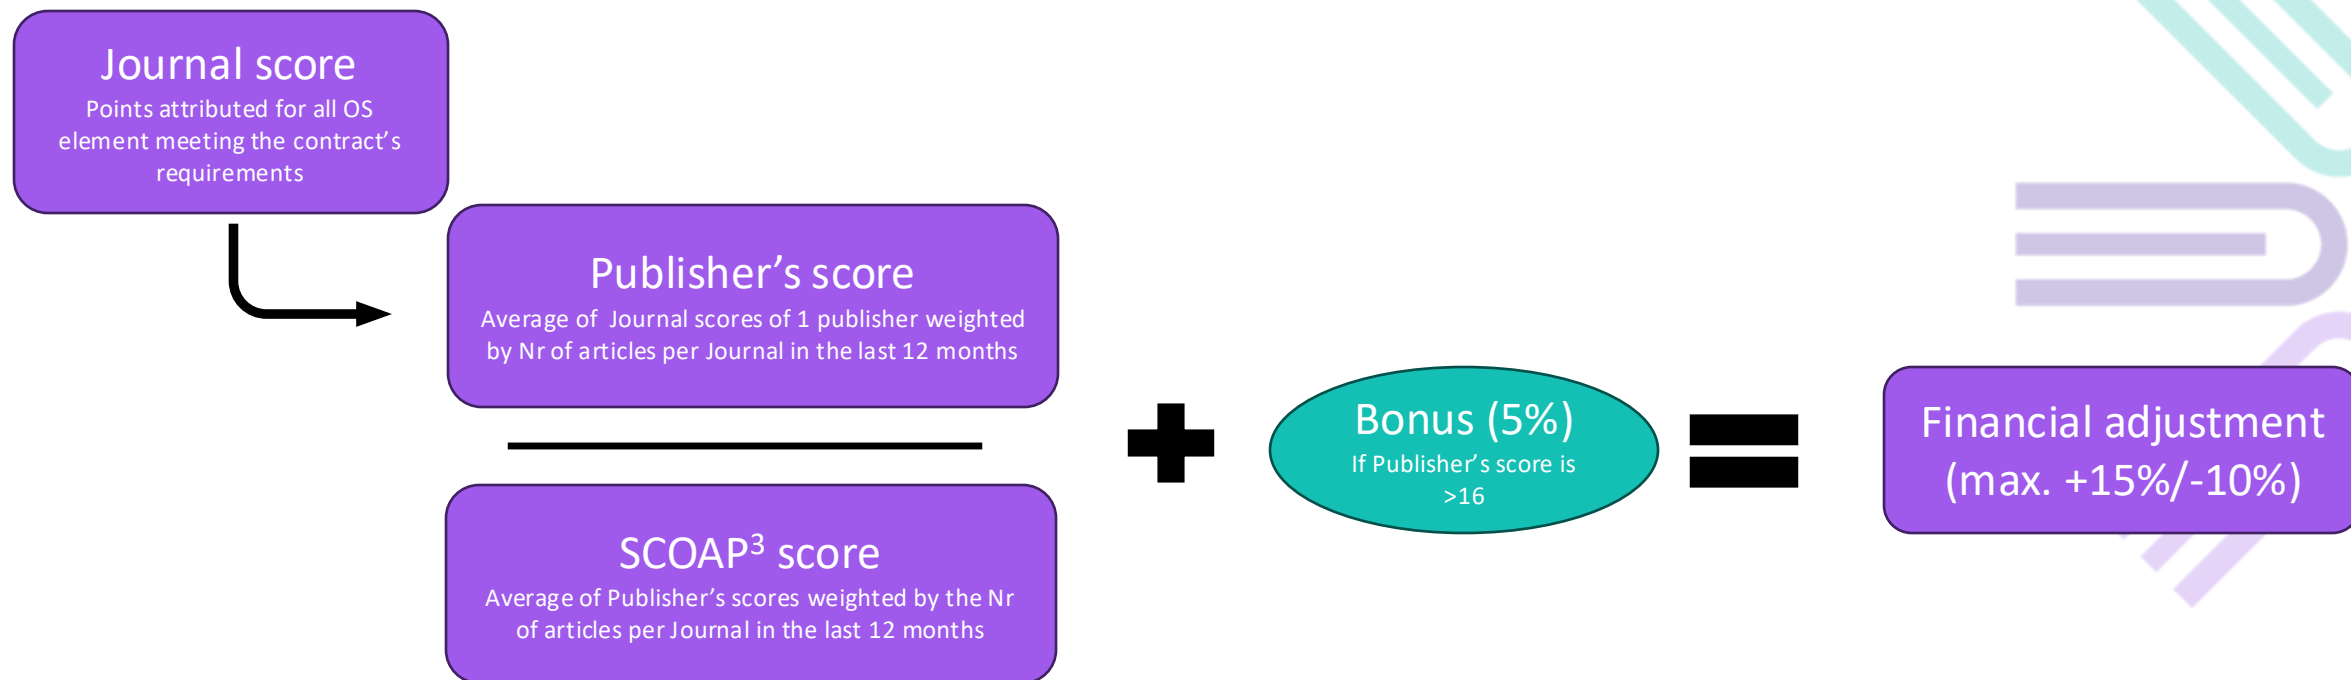 Journal score
Points attributed for all OS
element meeting the contract's
requirements
Publisher's score
Average of Journal scores of 1 publisher weighted
by Nr of articles per Journal in the last 12 months
SCOAP³ score
Average of Publisher's scores weighted by the Nr
of articles per Journal in the last 12 months
Bonus (5%)
If Publisher's score is
>16
Financial adjustment
(max. +15%/-10%)